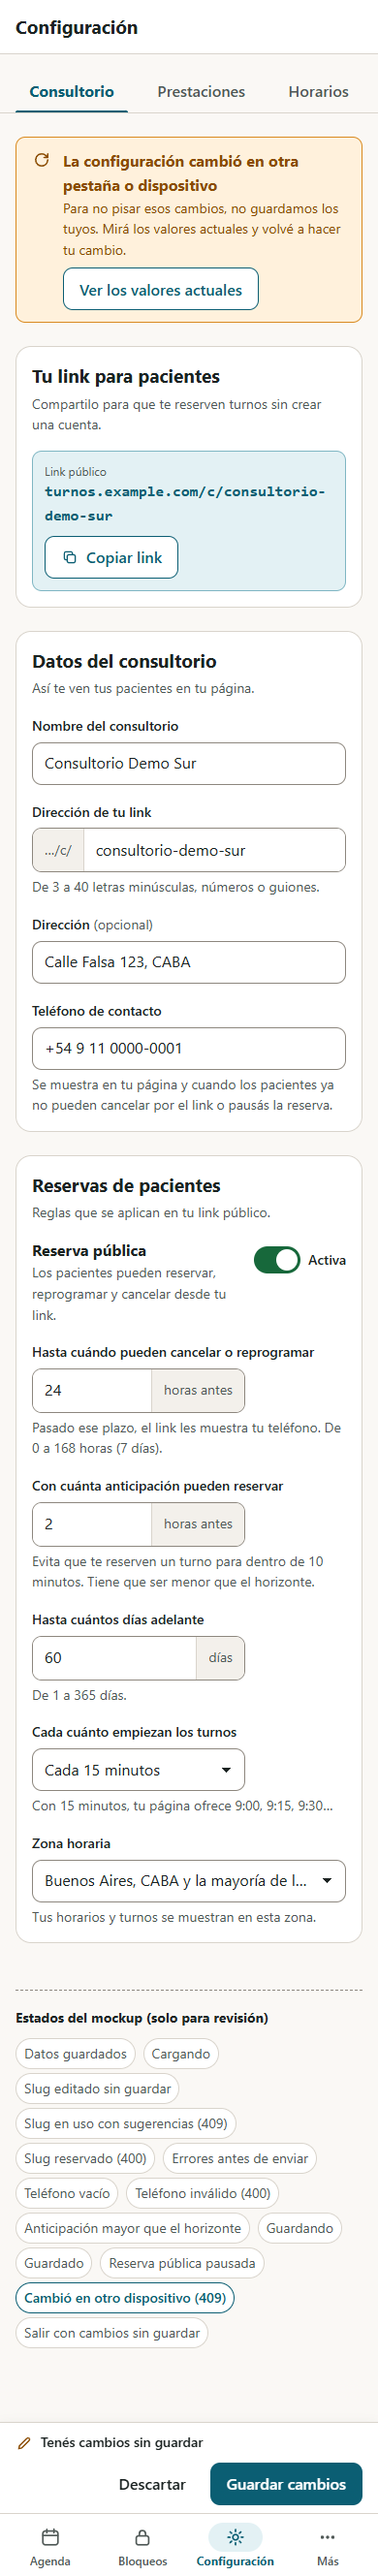 Configuración
Consultorio
Prestaciones
Horarios
La configuración cambió en otra
pestaña o dispositivo
Para no pisar esos cambios, no guardamos los
tuyos. Mirá los valores actuales y volvé a hacer
tu cambio.
Ver los valores actuales
Tu link para pacientes
Compartilo para que te reserven turnos sin crear
una cuenta.
Link público
turnos.example.com/c/consultorio-
demo-sur
Copiar link
Datos del consultorio
Así te ven tus pacientes en tu página.
Nombre del consultorio
Consultorio Demo Sur
Dirección de tu link
…/c/ consultorio-demo-sur
De 3 a 40 letras minúsculas, números o guiones.
Dirección (opcional)
Calle Falsa 123, CABA
Teléfono de contacto
+54 9 11 0000-0001
Se muestra en tu página y cuando los pacientes ya
no pueden cancelar por el link o pausás la reserva.
Reservas de pacientes
Reglas que se aplican en tu link público.
Reserva pública
Los pacientes pueden reservar,
reprogramar y cancelar desde tu
link.
Activa
Hasta cuándo pueden cancelar o reprogramar
24 horas antes
Pasado ese plazo, el link les muestra tu teléfono. De
0 a 168 horas (7 días).
Con cuánta anticipación pueden reservar
2 horas antes
Evita que te reserven un turno para dentro de 10
minutos. Tiene que ser menor que el horizonte.
Hasta cuántos días adelante
60 días
De 1 a 365 días.
Cada cuánto empiezan los turnos
Cada 15 minutos
Con 15 minutos, tu página ofrece 9:00, 9:15, 9:30…
Zona horaria
Buenos Aires, CABA y la mayoría de l…
Tus horarios y turnos se muestran en esta zona.
Estados del mockup (solo para revisión)
Datos guardados
Cargando
Slug editado sin guardar
Slug en uso con sugerencias (409)
Slug reservado (400)
Errores antes de enviar
Teléfono vacío
Teléfono inválido (400)
Anticipación mayor que el horizonte
Guardando
Guardado
Reserva pública pausada
Cambió en otro dispositivo (409)
Salir con cambios sin guardar
Tenés cambios sin guardar
Descartar
Guardar cambios
Agenda
Bloqueos
Configuración
Más